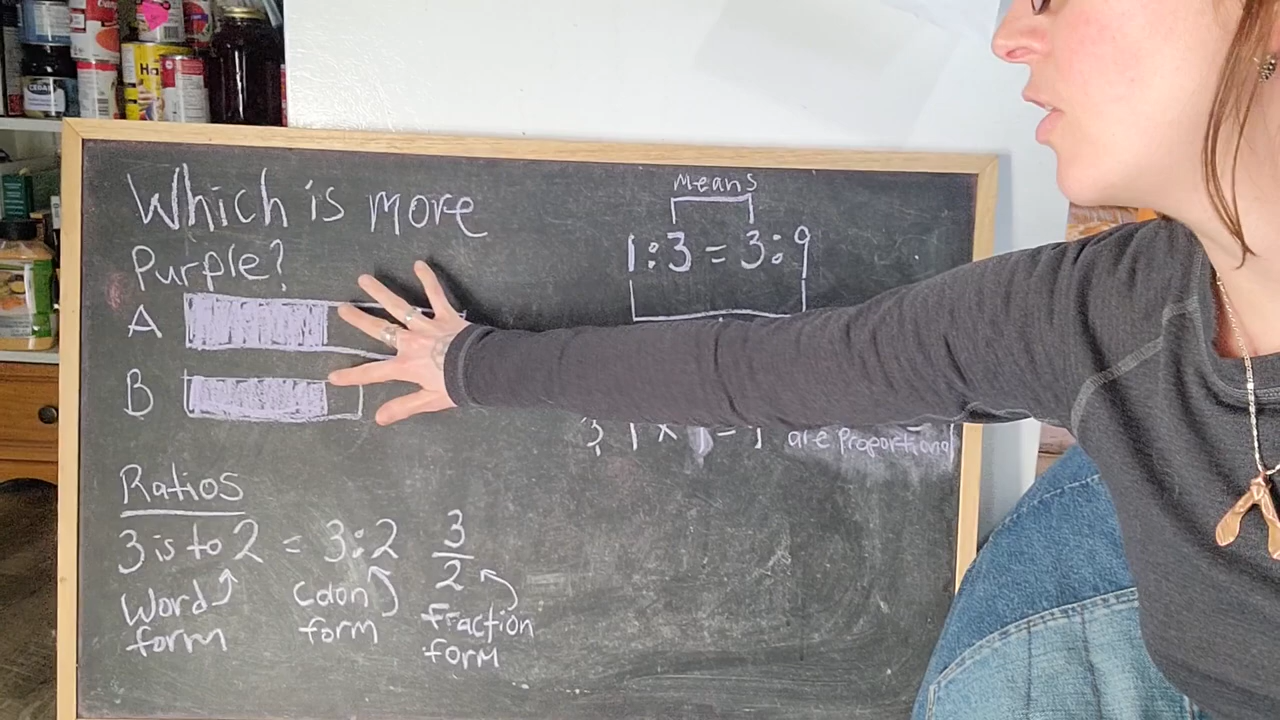 Which is more
Purple?
A
B
Ratios
3 is to 2 = 3:2 3/2
Word form
Colon form
fraction form
Means
1:3 = 3:9
are Proportional